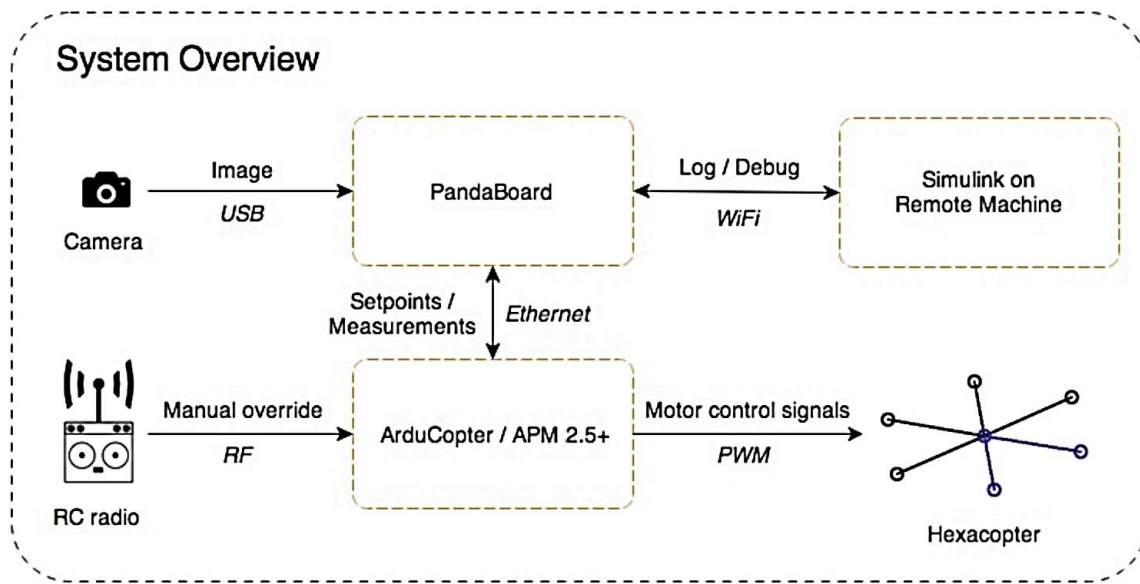 System Overview
Image
USB
Camera
PandaBoard
Log / Debug
WiFi
Simulink on
Remote Machine
Setpoints /
Measurements
Ethernet
Manual override
RF
RC radio
ArduCopter / APM 2.5+
Motor control signals
PWM
Hexacopter